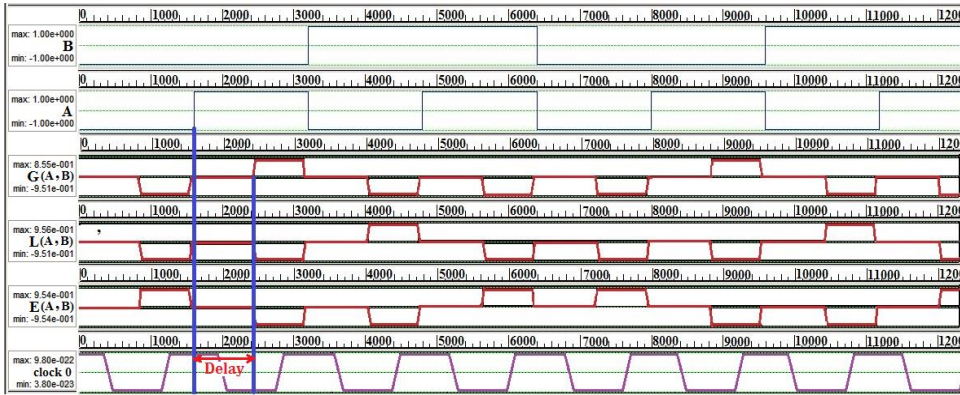 0 1000 2000 3000 4000 5000 6000 7000 8000 9000 10000 11000 1200
max: 1.00e+000
B
min: -1.00e+000
0 1000 2000 3000 4000 5000 6000 7000 8000 9000 10000 11000 1200
max: 1.00e+000
A
min: -1.00e+000
0 1000 2000 3000 4000 5000 6000 7000 8000 9000 10000 11000 1200
max: 8.55e-001
G(A,B)
min: -9.51e-001
0 1000 2000 3000 4000 5000 6000 7000 8000 9000 10000 11000 1200
max: 9.56e-001
,
L(A,B)
min: -9.51e-001
0 1000 2000 3000 4000 5000 6000 7000 8000 9000 10000 11000 1200
max: 9.54e-001
E(A,B)
min: -9.54e-001
0 1000 2000 3000 4000 5000 6000 7000 8000 9000 10000 11000 1200
max: 9.80e-022
Delay
clock 0
min: 3.80e-023